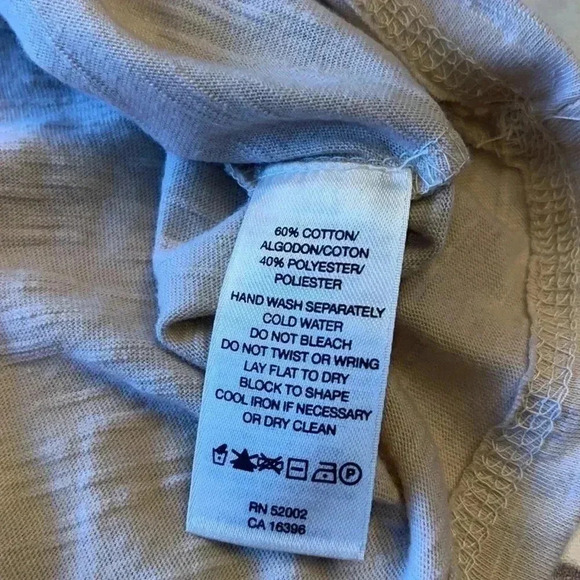 60% COTTON/
ALGODON/COTON
40% POLYESTER/
POLIESTER
HAND WASH SEPARATELY
COLD WATER
DO NOT BLEACH
DO NOT TWIST OR WRING
LAY FLAT TO DRY
BLOCK TO SHAPE
COOL IRON IF NECESSARY
OR DRY CLEAN
RN 52002
CA 16396